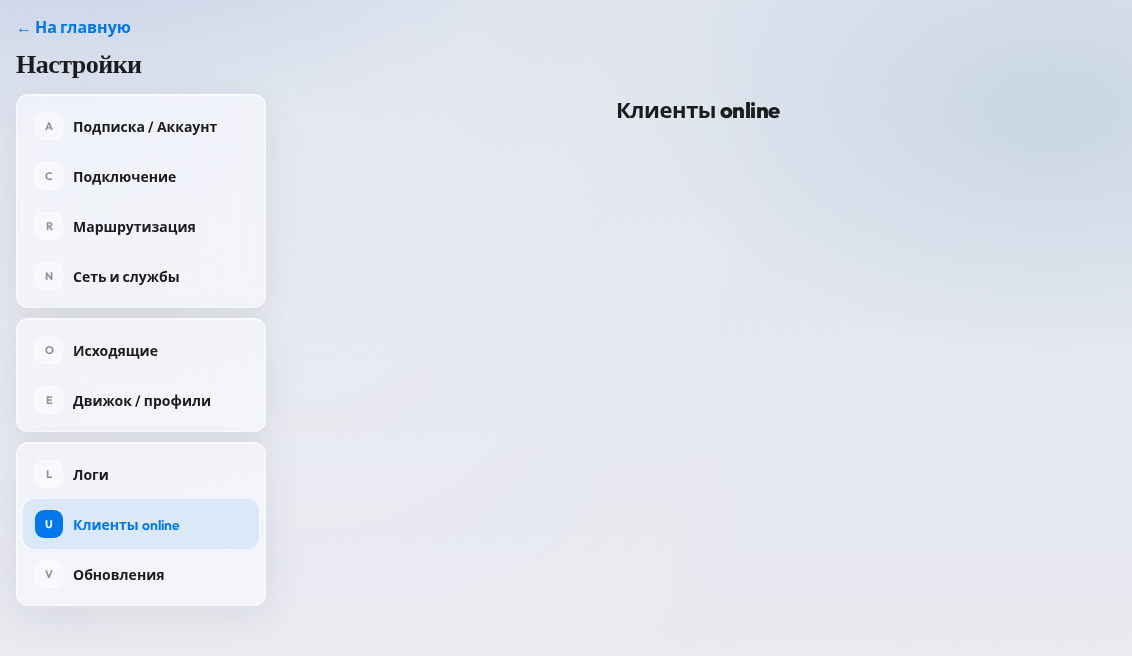 ← На главную
Настройки
A Подписка / Аккаунт
C Подключение
R Маршрутизация
N Сеть и службы
O Исходящие
E Движок / профили
L Логи
U Клиенты online
V Обновления
Клиенты online